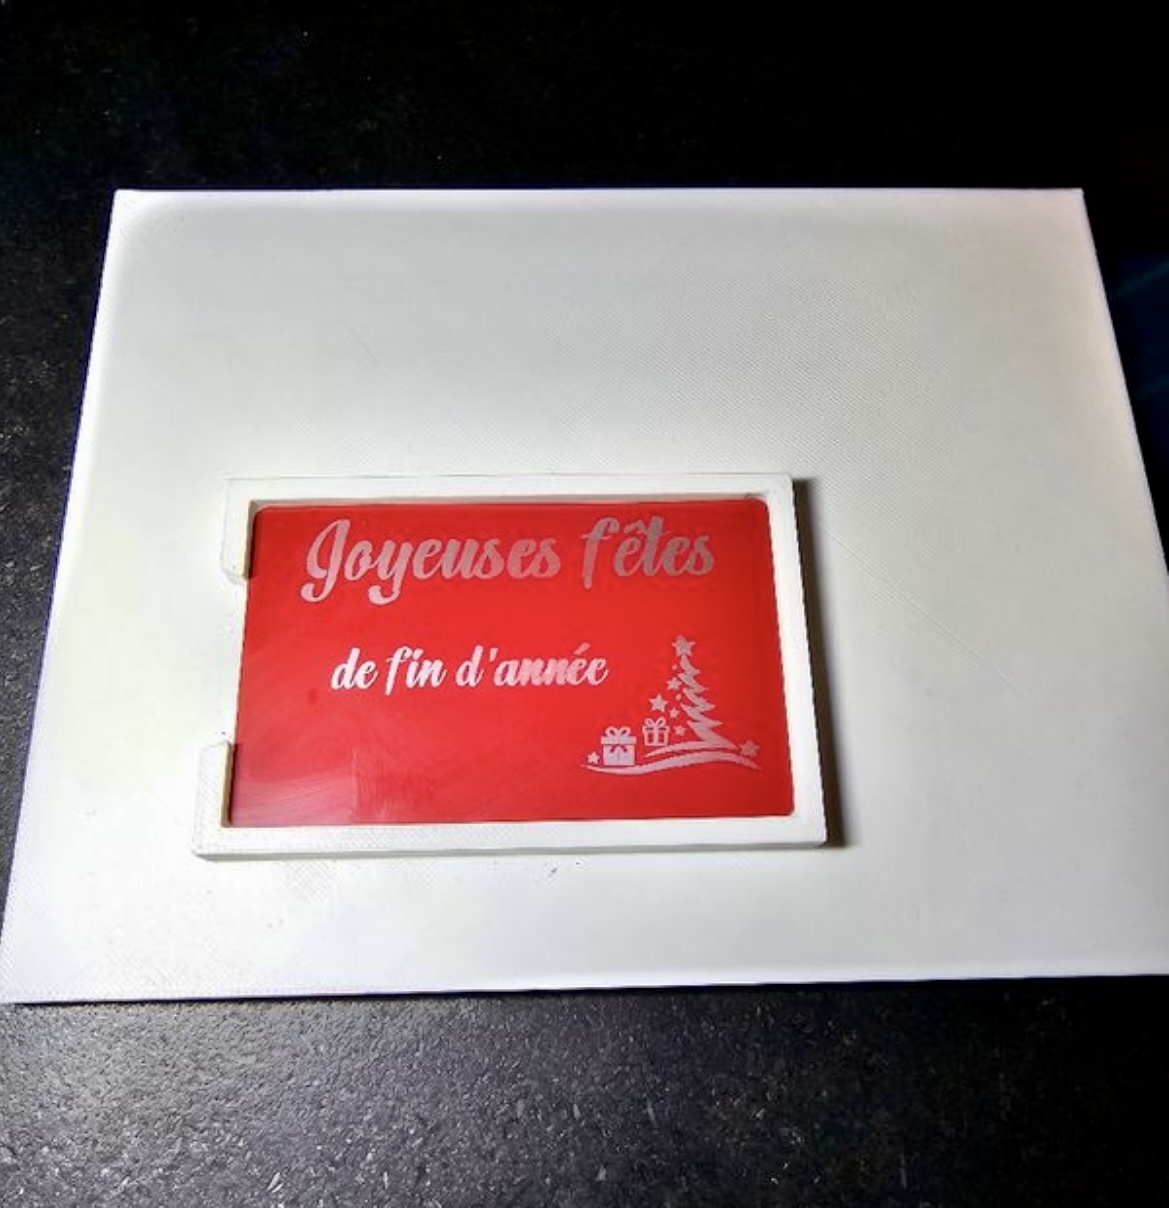 Joyeuses fêtes
de fin d'année